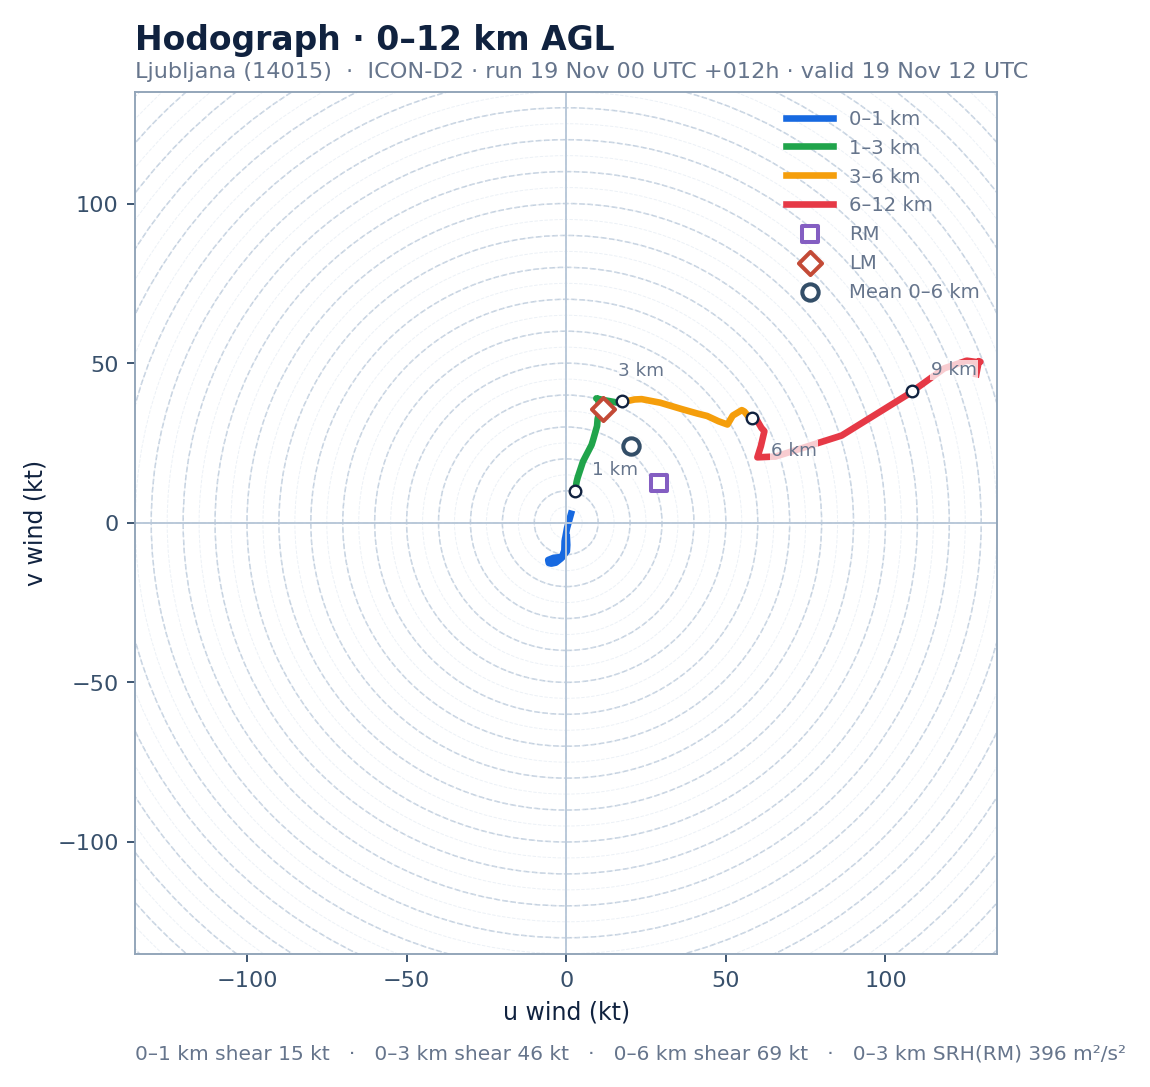 Hodograph · 0–12 km AGL
Ljubljana (14015) · ICON-D2 · run 19 Nov 00 UTC +012h · valid 19 Nov 12 UTC
0–1 km
1–3 km
3–6 km
6–12 km
RM
LM
Mean 0–6 km
100
50
0
−50
−100
v wind (kt)
3 km
9 km
6 km
1 km
−100
−50
0
50
100
u wind (kt)
0–1 km shear 15 kt · 0–3 km shear 46 kt · 0–6 km shear 69 kt · 0–3 km SRH(RM) 396 m²/s²